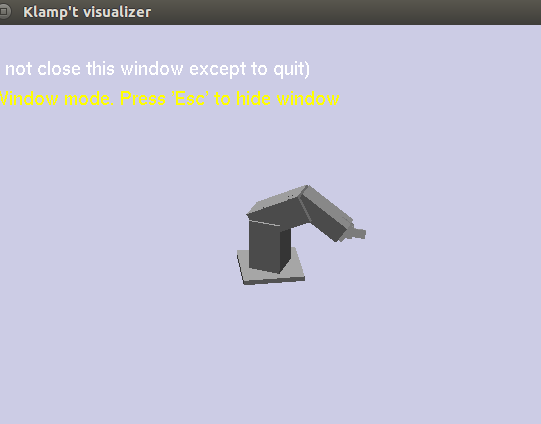 Klamp't visualizer
not close this window except to quit)
Window mode. Press 'Esc' to hide window